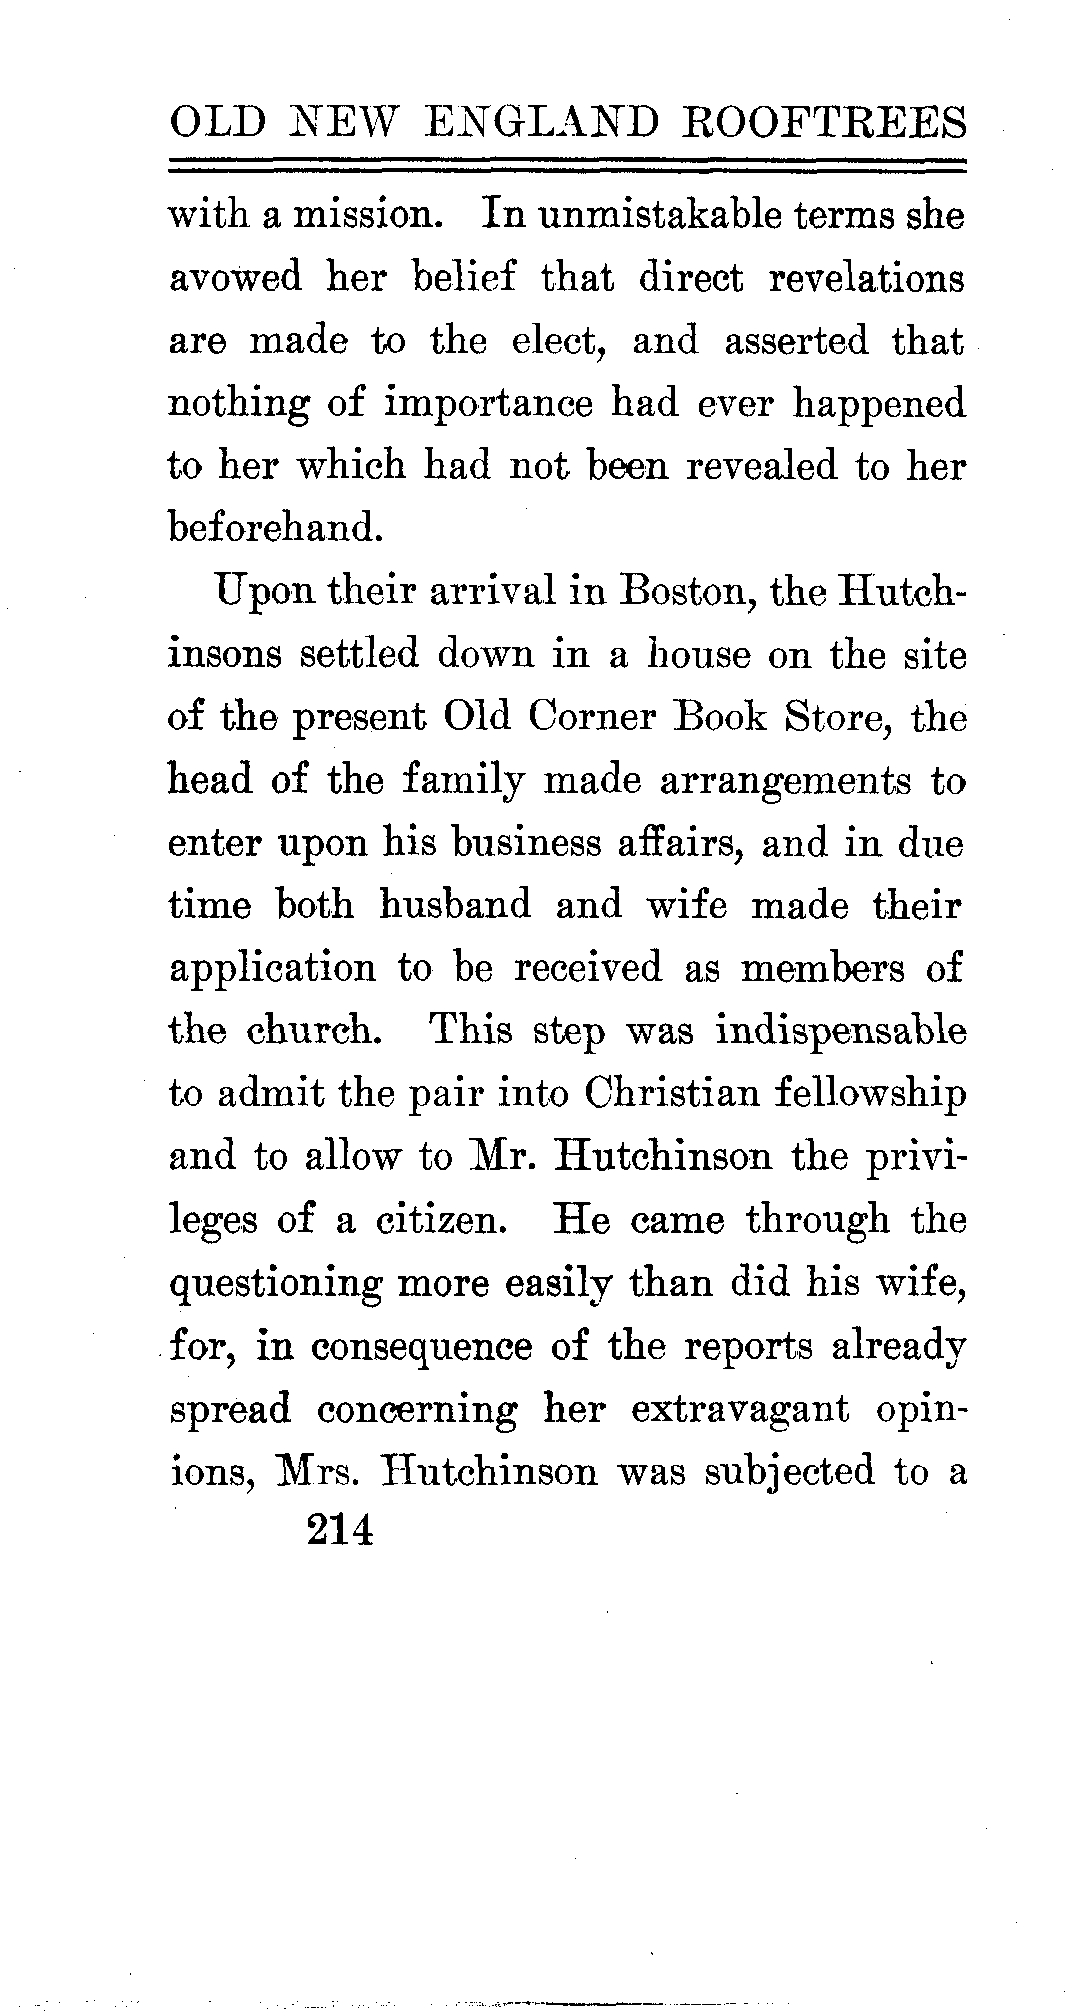 OLD NEW ENGLAND ROOFTREES
with a mission. In unmistakable terms she
avowed her belief that direct revelations
are made to the elect, and asserted that
nothing of importance had ever happened
to her which had not been revealed to her
beforehand.
Upon their arrival in Boston, the Hutch-
insons settled down in a house on the site
of the present Old Corner Book Store, the
head of the family made arrangements to
enter upon his business affairs, and in due
time both husband and wife made their
application to be received as members of
the church. This step was indispensable
to admit the pair into Christian fellowship
and to allow to Mr. Hutchinson the privi-
leges of a citizen. He came through the
questioning more easily than did his wife,
for, in consequence of the reports already
spread concerning her extravagant opin-
ions, Mrs. Hutchinson was subjected to a
214